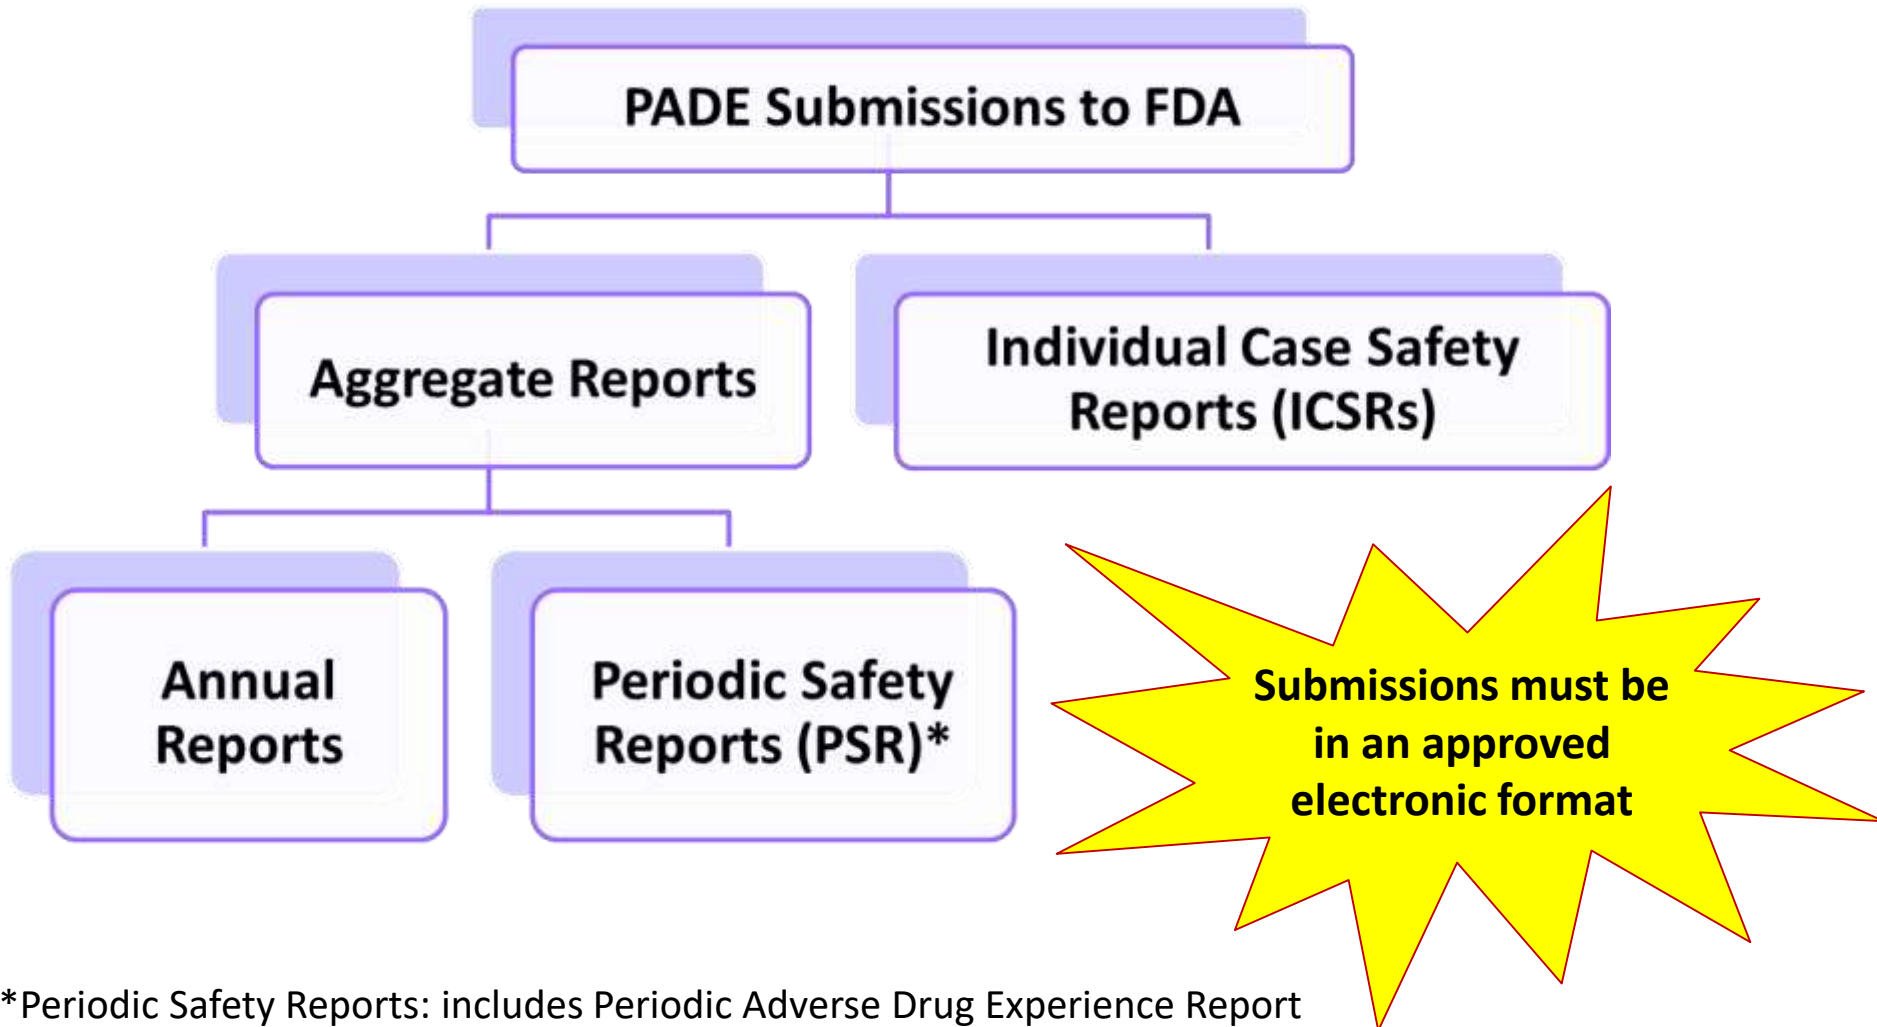 PADE Submissions to FDA
Aggregate Reports
Individual Case Safety
Reports (ICSRs)
Annual
Reports
Periodic Safety
Reports (PSR)*
Submissions must be
in an approved
electronic format
*Periodic Safety Reports: includes Periodic Adverse Drug Experience Report